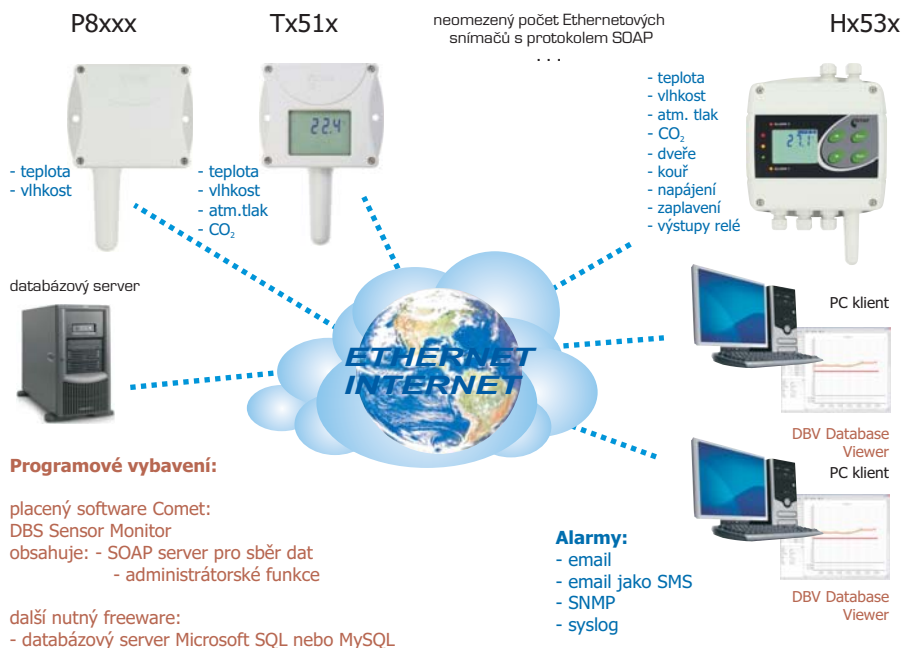 P8xxx
Tx51x
neomezený počet Ethernetových
snímačů s protokolem SOAP
. . .
Hx53x
- teplota
- vlhkost
22.4
- teplota
- vlhkost
- atm.tlak
- CO₂
- teplota
- vlhkost
- atm. tlak
- CO₂
- dveře
- kouř
- napájení
- zaplavení
- výstupy relé
27.1
databázový server
ETHERNET
INTERNET
PC klient
DBV Database
Viewer
PC klient
DBV Database
Viewer
Programové vybavení:
placený software Comet:
DBS Sensor Monitor
obsahuje: - SOAP server pro sběr dat
- administrátorské funkce
další nutný freeware:
- databázový server Microsoft SQL nebo MySQL
Alarmy:
- email
- email jako SMS
- SNMP
- syslog